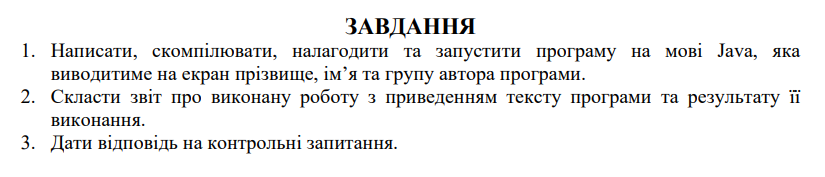 ЗАВДАННЯ
1. Написати, скомпілювати, налагодити та запустити програму на мові Java, яка
виводитиме на екран прізвище, ім’я та групу автора програми.
2. Скласти звіт про виконану роботу з приведенням тексту програми та результату її
виконання.
3. Дати відповідь на контрольні запитання.